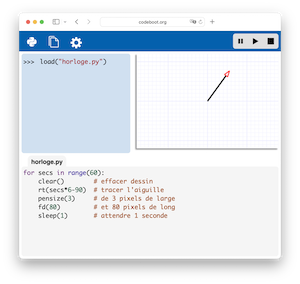 codeboot.org
>>> load("horloge.py")
horloge.py
for secs in range(60):
    clear()       # effacer dessin
    rt(secs*6-90)  # tracer l'aiguille
    pensize(3)    # de 3 pixels de large
    fd(80)        # et 80 pixels de long
    sleep(1)      # attendre 1 seconde